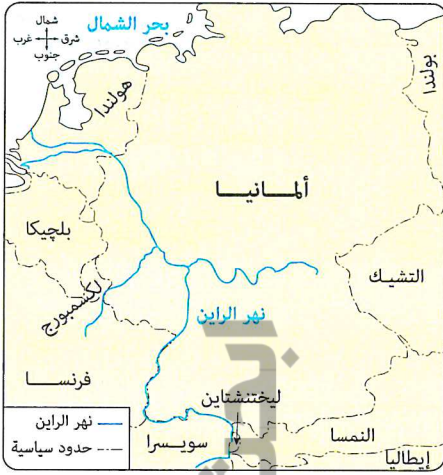 شمال
شرق
غرب
جنوب
بحر الشمال
بولندا
هولندا
ألمانيا
بلجيكا
التشيك
لكسمبورج
نهر الراين
فرنسا
ليختنشتاين
النمسا
سويسرا
إيطاليا
نهر الراين
حدود سياسية